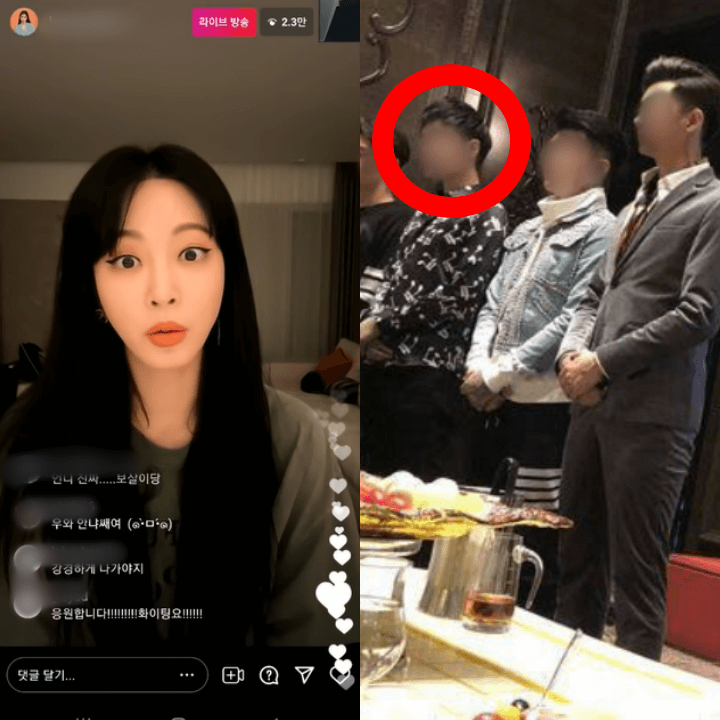 라이브 방송
2.3만
언니 진짜.....보살이당
우와 안냐쎄여 (๑•ㅁ•๑)
강경하게 나가야지
응원합니다!!!!!!!!!!화이팅요!!!!!!
댓글 달기...